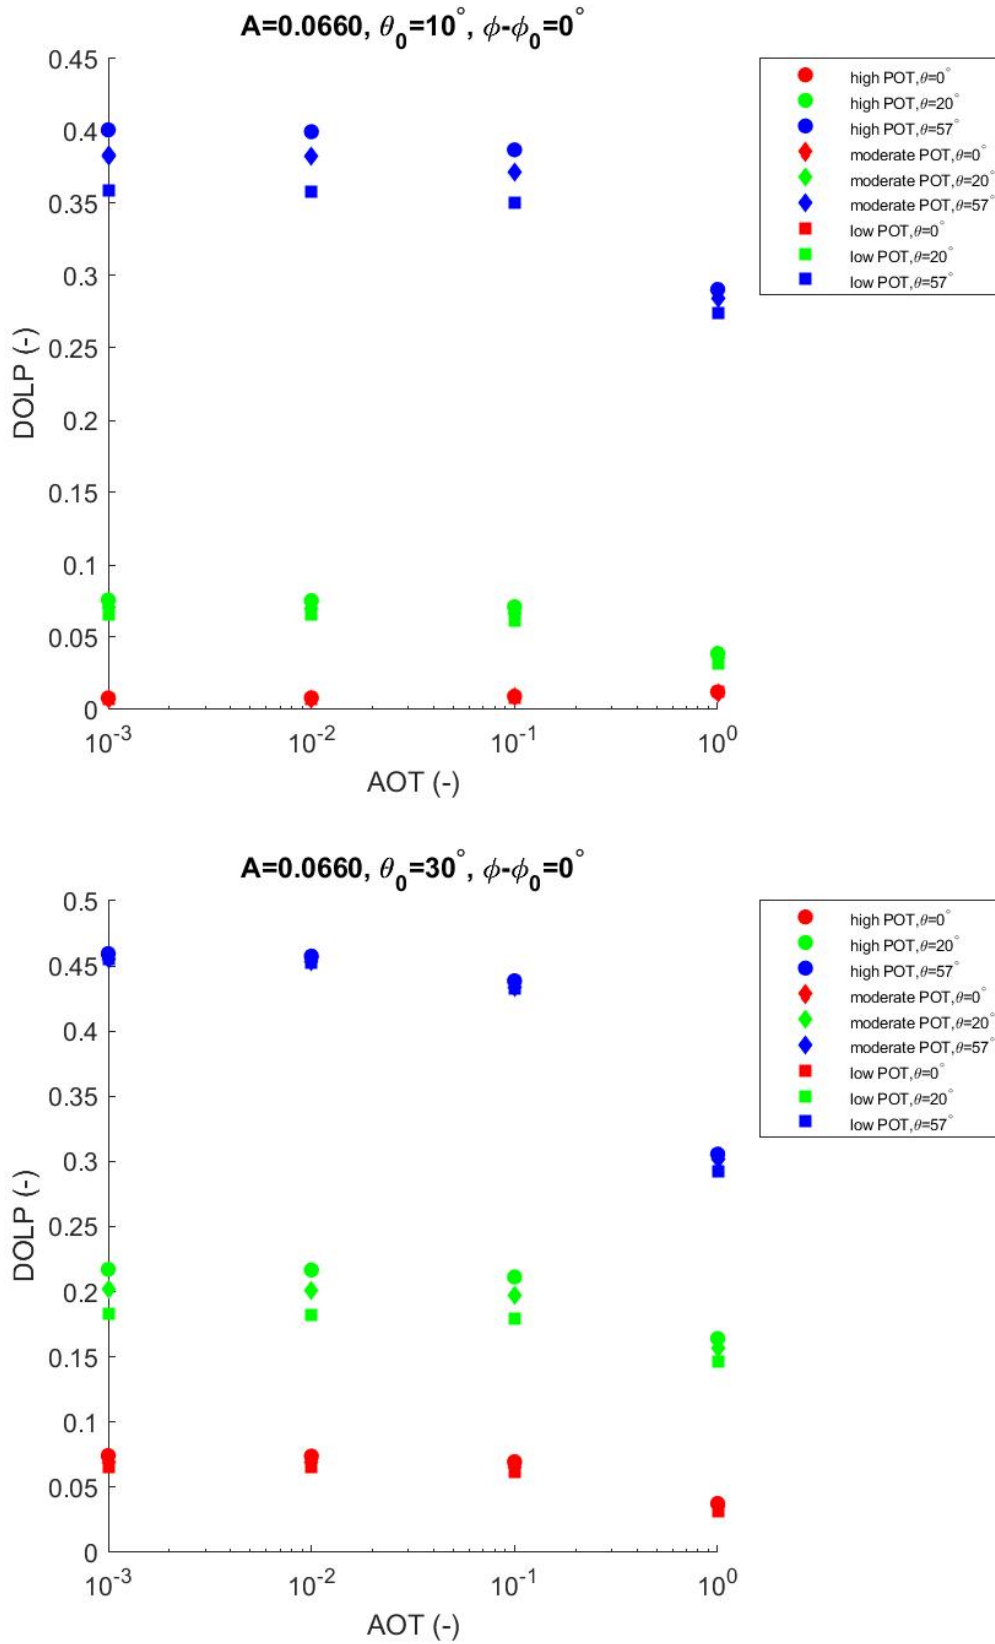 A=0.0660, θ₀=10°, ϕ-ϕ₀=0°
0.45
0.4
0.35
0.3
0.25
0.2
0.15
0.1
0.05
0
DOLP (-)
10⁻³
10⁻²
10⁻¹
10⁰
AOT (-)
high POT,θ=0°
high POT,θ=20°
high POT,θ=57°
moderate POT,θ=0°
moderate POT,θ=20°
moderate POT,θ=57°
low POT,θ=0°
low POT,θ=20°
low POT,θ=57°
A=0.0660, θ₀=30°, ϕ-ϕ₀=0°
0.5
0.45
0.4
0.35
0.3
0.25
0.2
0.15
0.1
0.05
0
DOLP (-)
10⁻³
10⁻²
10⁻¹
10⁰
AOT (-)
high POT,θ=0°
high POT,θ=20°
high POT,θ=57°
moderate POT,θ=0°
moderate POT,θ=20°
moderate POT,θ=57°
low POT,θ=0°
low POT,θ=20°
low POT,θ=57°